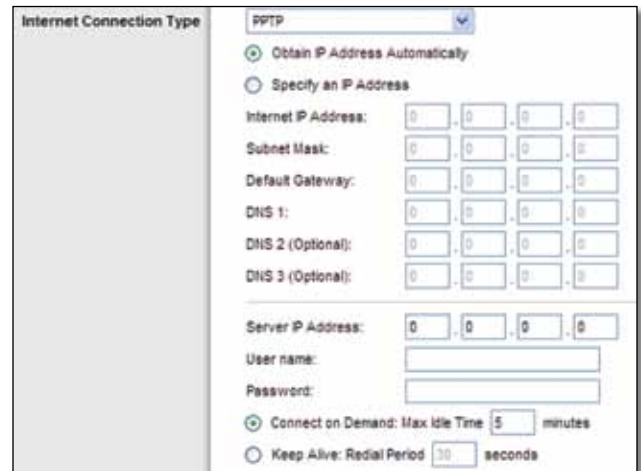 Internet Connection Type
PPTP
Obtain IP Address Automatically
Specify an IP Address
Internet IP Address: 0 . 0 . 0 . 0
Subnet Mask: 0 . 0 . 0 . 0
Default Gateway: 0 . 0 . 0 . 0
DNS 1: 0 . 0 . 0 . 0
DNS 2 (Optional): 0 . 0 . 0 . 0
DNS 3 (Optional): 0 . 0 . 0 . 0
Server IP Address: 0 . 0 . 0 . 0
User name:
Password:
Connect on Demand: Max Idle Time 5 minutes
Keep Alive: Redial Period 30 seconds